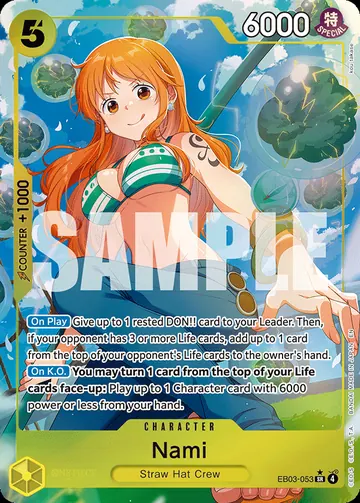 5
6000 特
SPECIAL
COUNTER +1000
SAMPLE
On Play Give up to 1 rested DON!! card to your Leader. Then,
if your opponent has 3 or more Life cards, add up to 1 card
from the top of your opponent's Life cards to the owner's hand.
On K.O. You may turn 1 card from the top of your Life
cards face-up: Play up to 1 Character card with 6000
power or less from your hand.
CHARACTER
Nami
Straw Hat Crew
EB03-053 SR 4